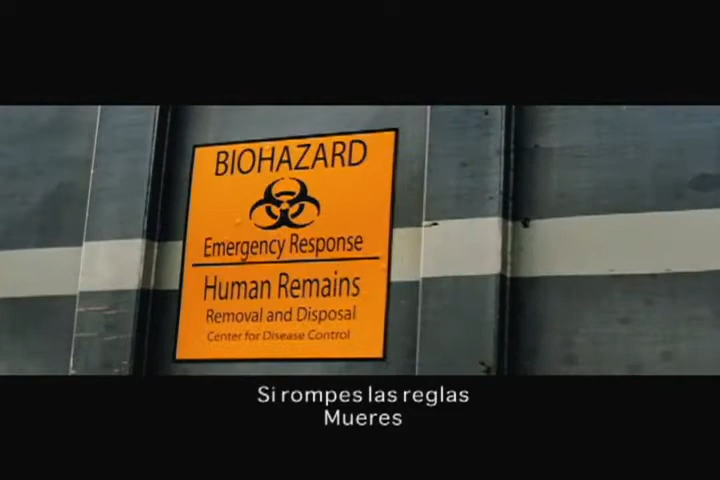 BIOHAZARD
Emergency Response
Human Remains
Removal and Disposal
Center for Disease Control
Si rompes las reglas
Mueres